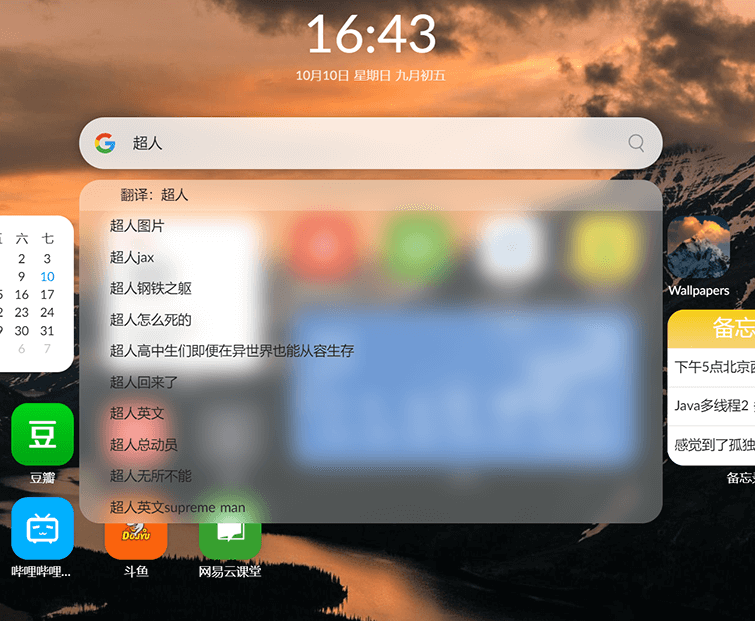 16:43
10月10日 星期日 九月初五
超人
翻译：超人
超人图片
超人jax
超人钢铁之躯
超人怎么死的
超人高中生们即便在异世界也能从容生存
超人回来了
超人英文
超人总动员
超人无所不能
超人英文supreme man
六 七
2 3
9 10
16 17
23 24
30 31
6 7
豆
豆瓣
哔哩哔哩...
DOUYU
斗鱼
网易云课堂
Wallpapers
备忘
下午5点北京
Java多线程2
感觉到了孤独
备忘